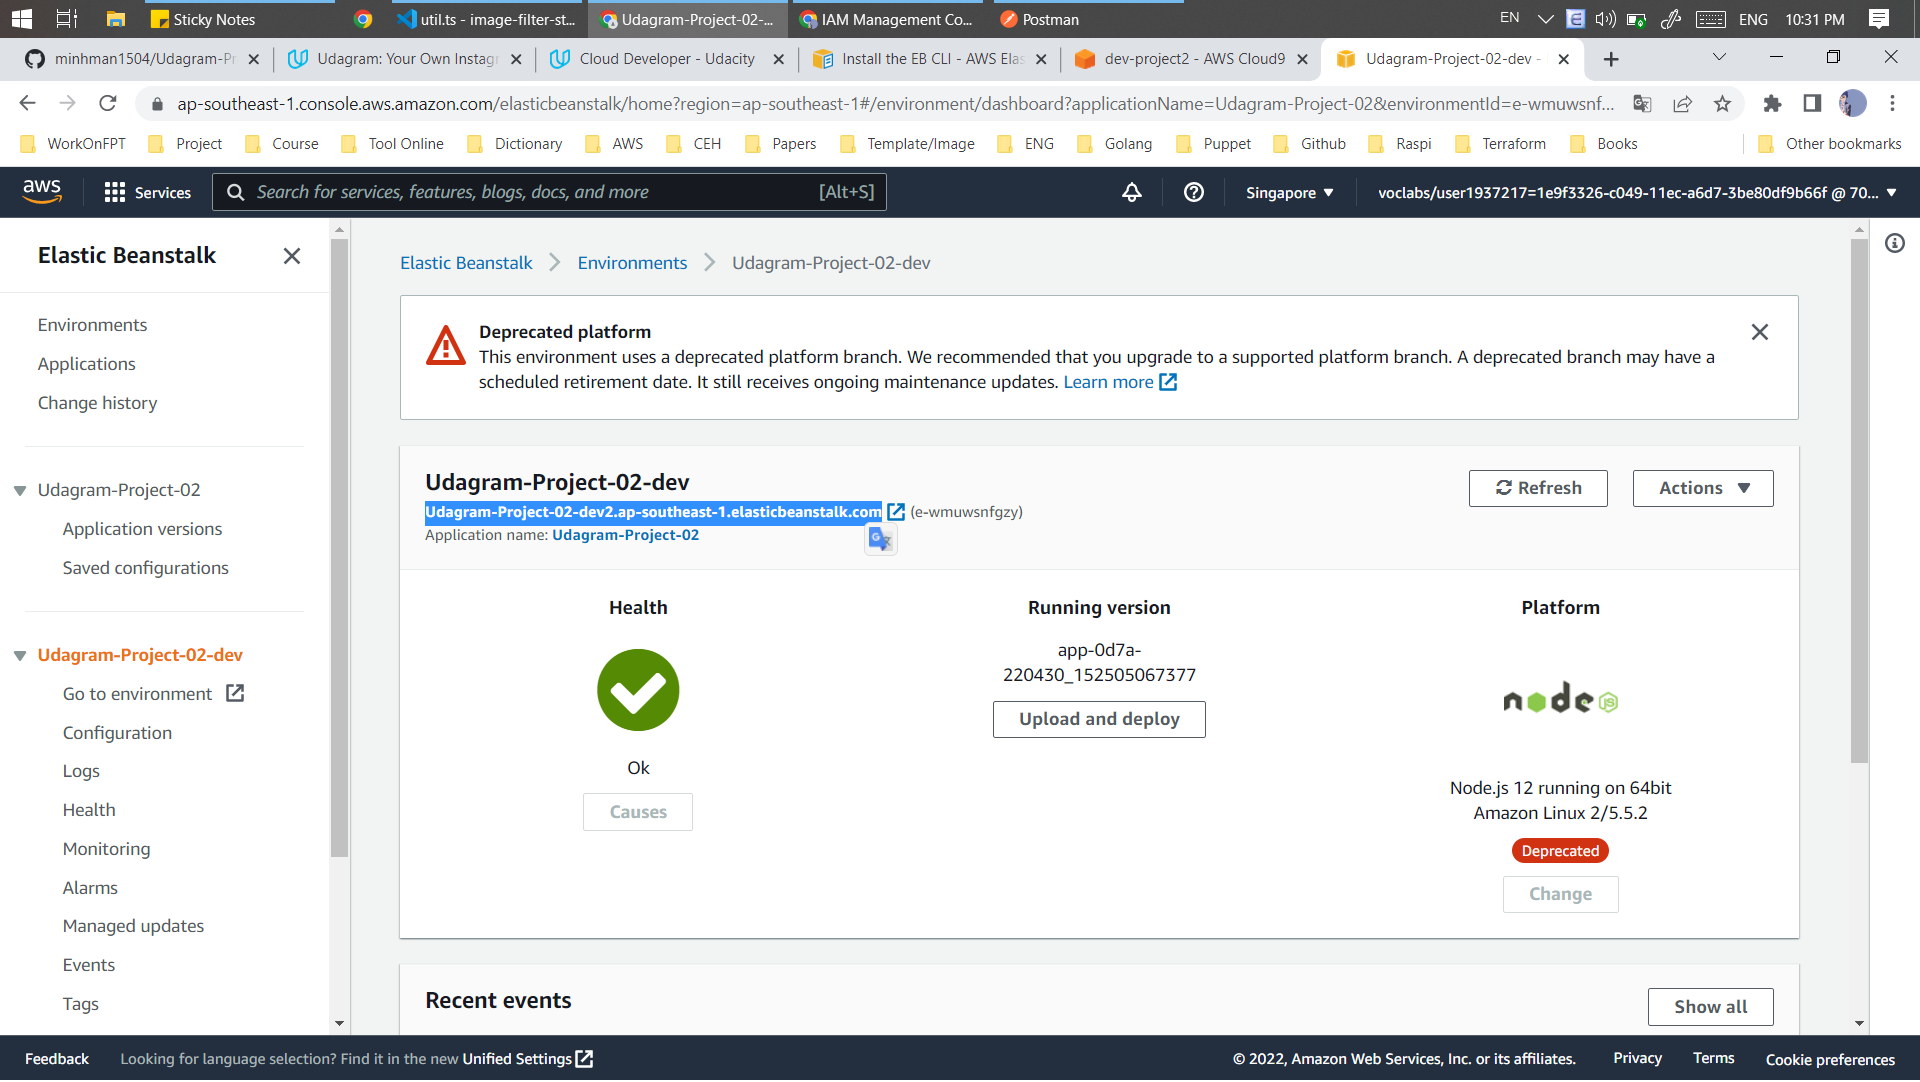 Sticky Notes
util.ts - image-filter-st...
Udagram-Project-02-...
IAM Management Co...
Postman
EN
ENG
10:31 PM
minhman1504/Udagram-Pr
Udagram: Your Own Instagr
Cloud Developer - Udacity
Install the EB CLI - AWS Elas
dev-project2 - AWS Cloud9
Udagram-Project-02-dev -
ap-southeast-1.console.aws.amazon.com/elasticbeanstalk/home?region=ap-southeast-1#/environment/dashboard?applicationName=Udagram-Project-02&environmentId=e-wmuwsnf...
WorkOnFPT
Project
Course
Tool Online
Dictionary
AWS
CEH
Papers
Template/Image
ENG
Golang
Puppet
Github
Raspi
Terraform
Books
Other bookmarks
aws
Services
Search for services, features, blogs, docs, and more
[Alt+S]
Singapore
voclabs/user1937217=1e9f3326-c049-11ec-a6d7-3be80df9b66f @ 70...
Elastic Beanstalk
Environments
Applications
Change history
Udagram-Project-02
Application versions
Saved configurations
Udagram-Project-02-dev
Go to environment
Configuration
Logs
Health
Monitoring
Alarms
Managed updates
Events
Tags
Elastic Beanstalk
Environments
Udagram-Project-02-dev
Deprecated platform
This environment uses a deprecated platform branch. We recommended that you upgrade to a supported platform branch. A deprecated branch may have a
scheduled retirement date. It still receives ongoing maintenance updates. Learn more
Udagram-Project-02-dev
Udagram-Project-02-dev2.ap-southeast-1.elasticbeanstalk.com (e-wmuwsnfgzy)
Application name: Udagram-Project-02
Refresh
Actions
Health
Ok
Causes
Running version
app-0d7a-
220430_152505067377
Upload and deploy
Platform
node JS
Node.js 12 running on 64bit
Amazon Linux 2/5.5.2
Deprecated
Change
Recent events
Show all
Feedback
Looking for language selection? Find it in the new Unified Settings
© 2022, Amazon Web Services, Inc. or its affiliates.
Privacy
Terms
Cookie preferences